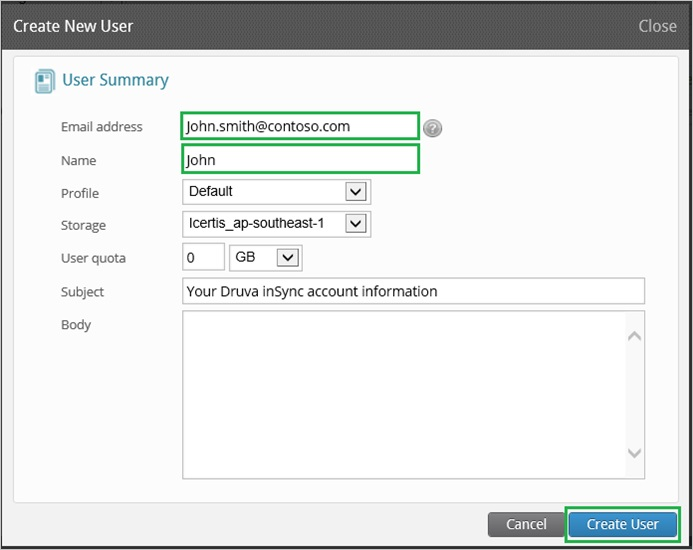 Create New User Close
User Summary
Email address John.smith@contoso.com ?
Name John
Profile Default
Storage Icertis_ap-southeast-1
User quota 0 GB
Subject Your Druva inSync account information
Body
Cancel Create User